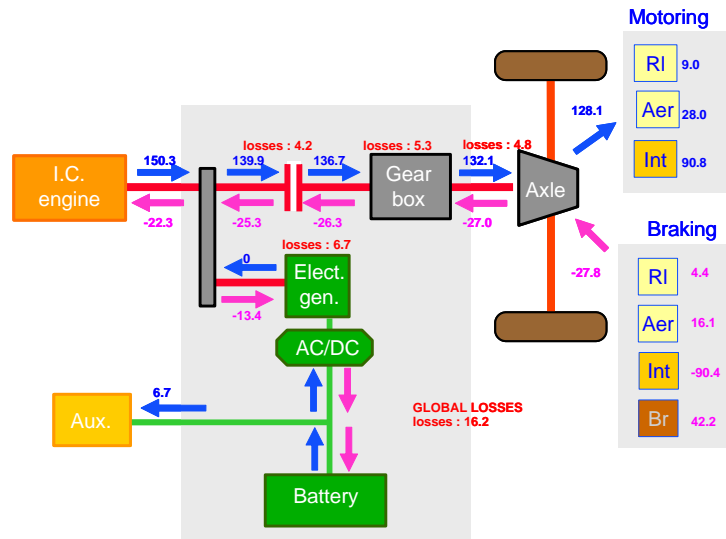 Motoring
RI 9.0
128.1
Aer 28.0
losses : 4.2
losses : 5.3
losses : 4.8
I.C.
engine
150.3
139.9
136.7
Gear
box
132.1
Axle
Int 90.8
-22.3
-25.3
-26.3
-27.0
Braking
losses : 6.7
0
Elect.
gen.
-27.8
RI 4.4
-13.4
Aer 16.1
AC/DC
Int -90.4
6.7
Aux.
GLOBAL LOSSES
losses : 16.2
Br 42.2
Battery